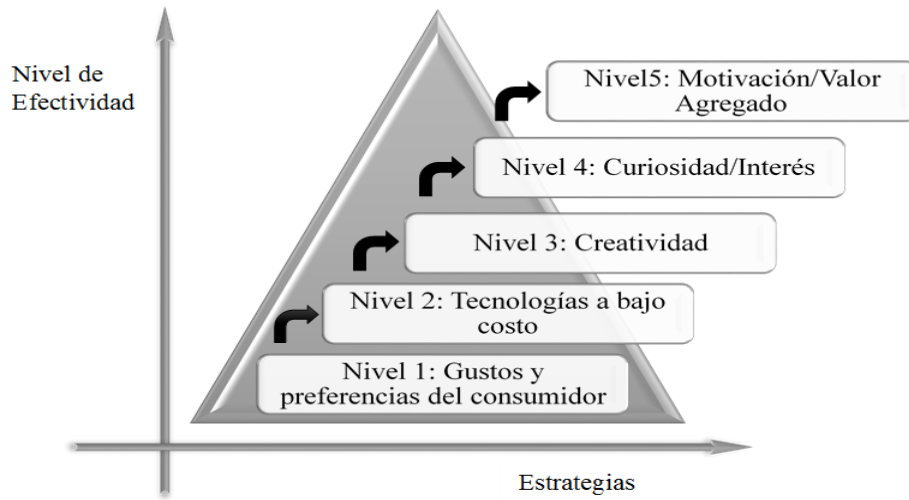 Nivel de
Efectividad
Nivel5: Motivación/Valor
Agregado
Nivel 4: Curiosidad/Interés
Nivel 3: Creatividad
Nivel 2: Tecnologías a bajo
costo
Nivel 1: Gustos y
preferencias del consumidor
Estrategias